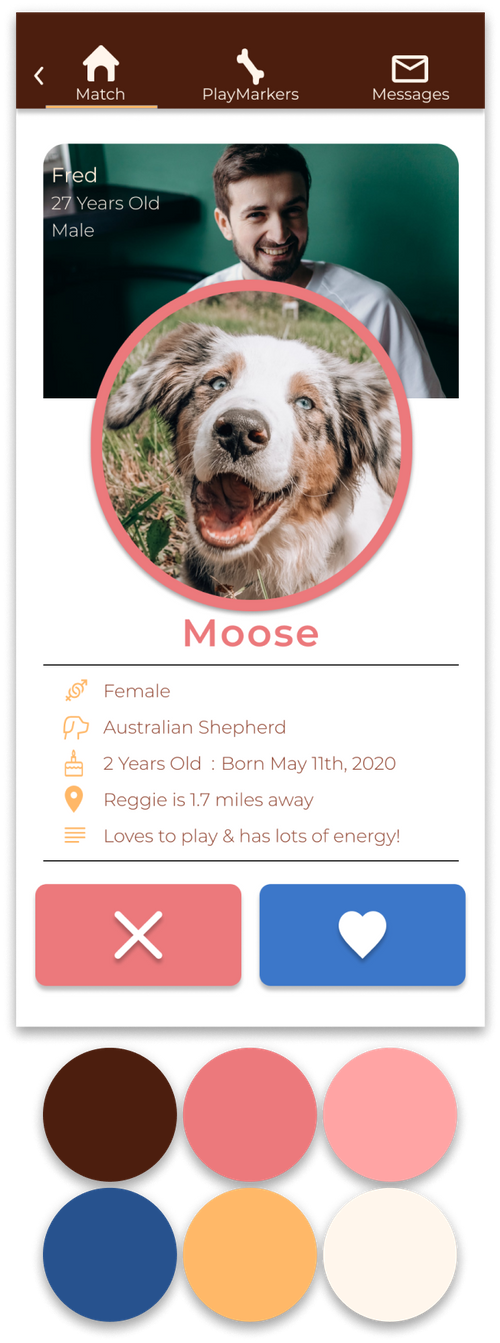 Match
PlayMarkers
Messages
Fred
27 Years Old
Male
Moose
Female
Australian Shepherd
2 Years Old : Born May 11th, 2020
Reggie is 1.7 miles away
Loves to play & has lots of energy!